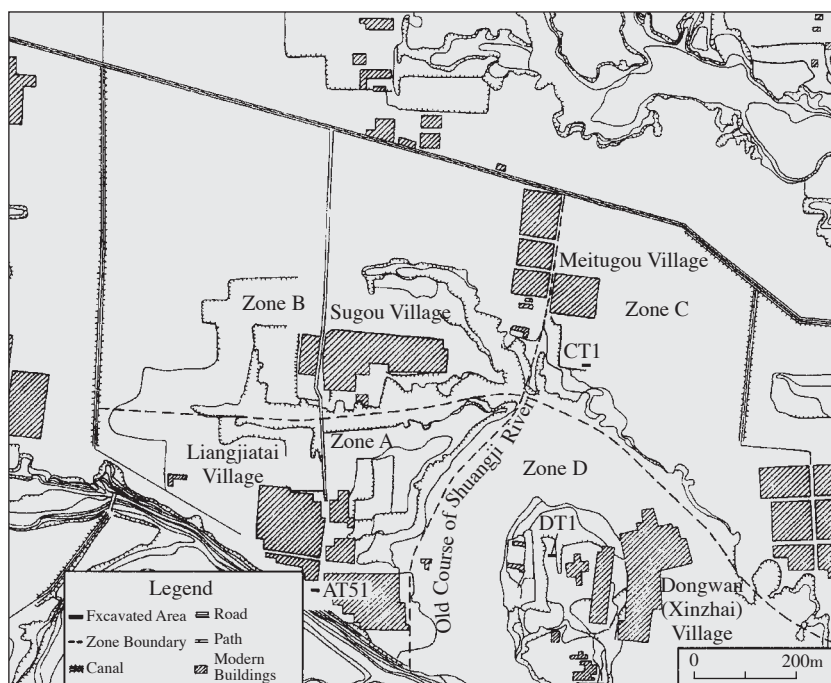 Meitugou Village
Zone B
Sugou Village
Zone C
CT1
Zone A
Liangjiatai
Village
Old Course of Shuangji River
Zone D
DT1
AT51
Dongwan
(Xinzhai)
Village
Legend
Fxcavated Area
Road
Zone Boundary
Path
Canal
Modern
Buildings
0 200m